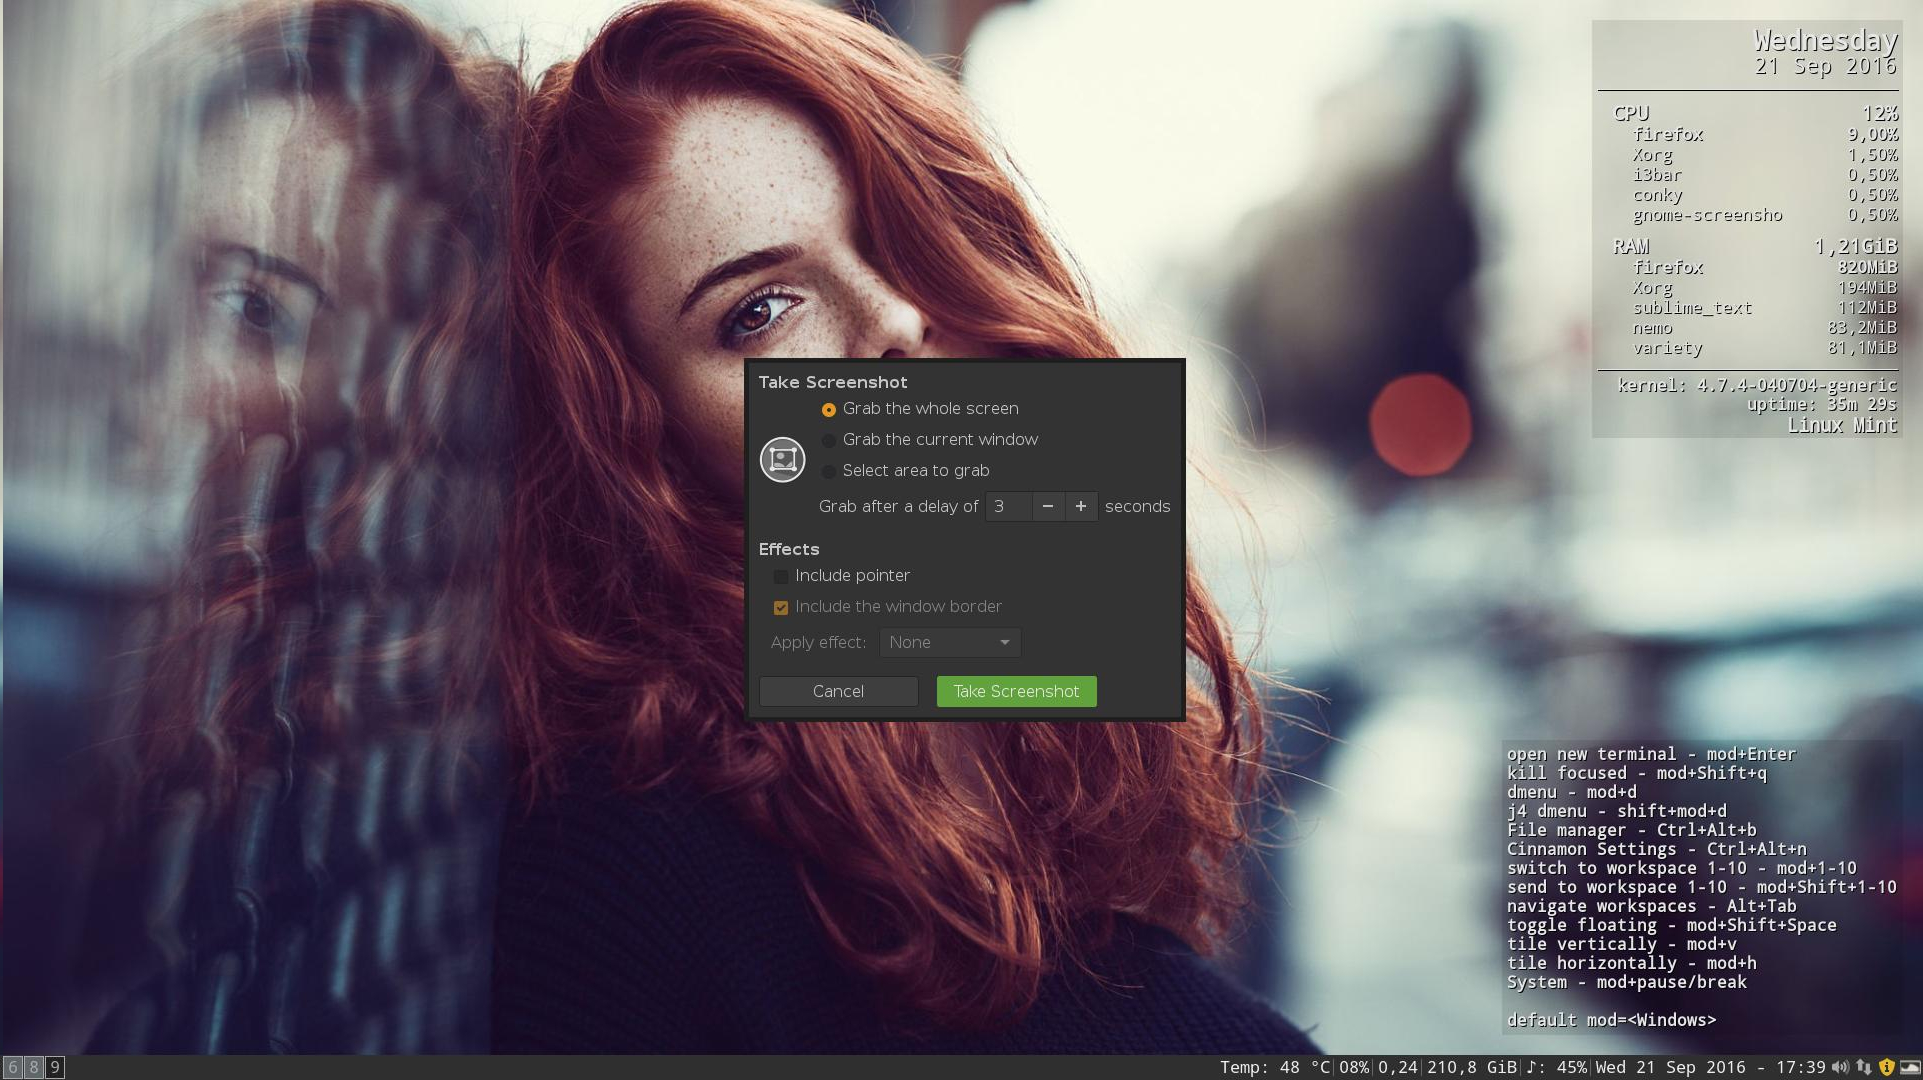 Wednesday
21 Sep 2016
CPU 12%
firefox 9,00%
Xorg 1,50%
i3bar 0,50%
conky 0,50%
gnome-screensho 0,50%
RAM 1,21GiB
firefox 820MiB
Xorg 194MiB
sublime_text 112MiB
nemo 83,2MiB
variety 81,1MiB
kernel: 4.7.4-040704-generic
uptime: 35m 29s
Linux Mint
Take Screenshot
Grab the whole screen
Grab the current window
Select area to grab
Grab after a delay of 3 − + seconds
Effects
Include pointer
Include the window border
Apply effect: None
Cancel Take Screenshot
open new terminal - mod+Enter
kill focused - mod+Shift+q
dmenu - mod+d
j4 dmenu - shift+mod+d
File manager - Ctrl+Alt+b
Cinnamon Settings - Ctrl+Alt+n
switch to workspace 1-10 - mod+1-10
send to workspace 1-10 - mod+Shift+1-10
navigate workspaces - Alt+Tab
toggle floating - mod+Shift+Space
tile vertically - mod+v
tile horizontally - mod+h
System - mod+pause/break
default mod=<Windows>
6 8 9 Temp: 48 °C|08%|0,24|210,8 GiB|♪: 45%|Wed 21 Sep 2016 - 17:39